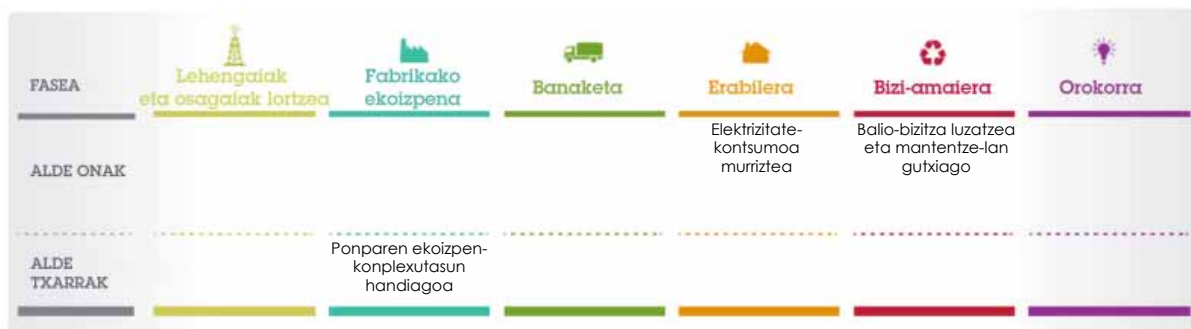 FASEA
Lehengaiak
eta osagaiak lortzea
Fabrikako
ekoizpena
Banaketa
Erabilera
Bizi-amaiera
Orokorra
ALDE ONAK
Elektrizitate-
kontsumoa
murriztea
Balio-bizitza luzatzea
eta mantentze-lan
gutxiago
ALDE
TXARRAK
Ponparen ekoizpen-
konplexutasun
handiagoa